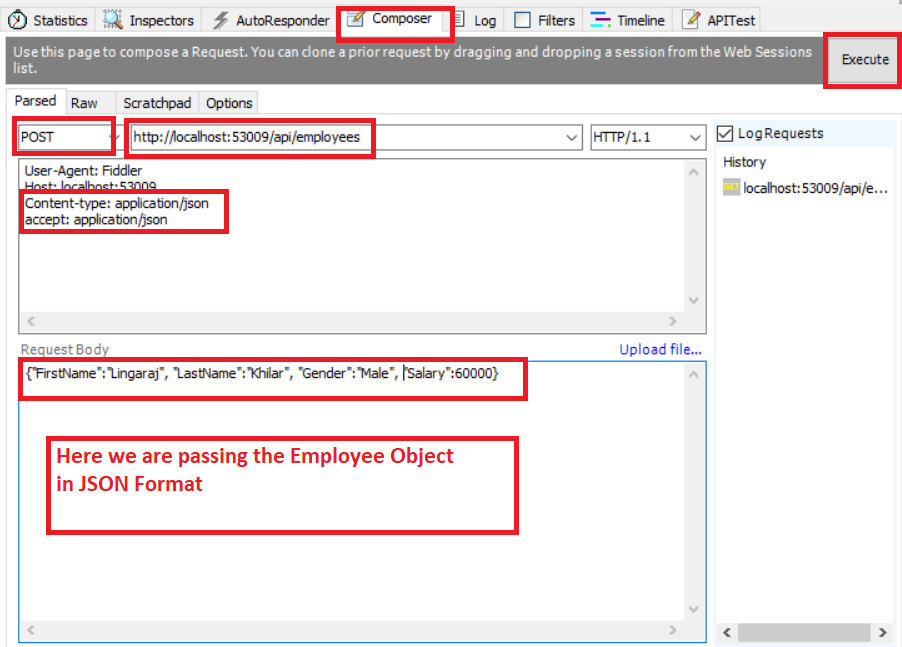 Statistics Inspectors AutoResponder Composer Log Filters Timeline APITest
Use this page to compose a Request. You can clone a prior request by dragging and dropping a session from the Web Sessions
list.
Execute
Parsed Raw Scratchpad Options
POST http://localhost:53009/api/employees HTTP/1.1 Log Requests
User-Agent: Fiddler
Host: localhost:53009
Content-type: application/json
accept: application/json
History
GET localhost:53009/api/e...
Request Body Upload file...
{"FirstName":"Lingaraj", "LastName":"Khilar", "Gender":"Male", "Salary":60000}
Here we are passing the Employee Object
in JSON Format